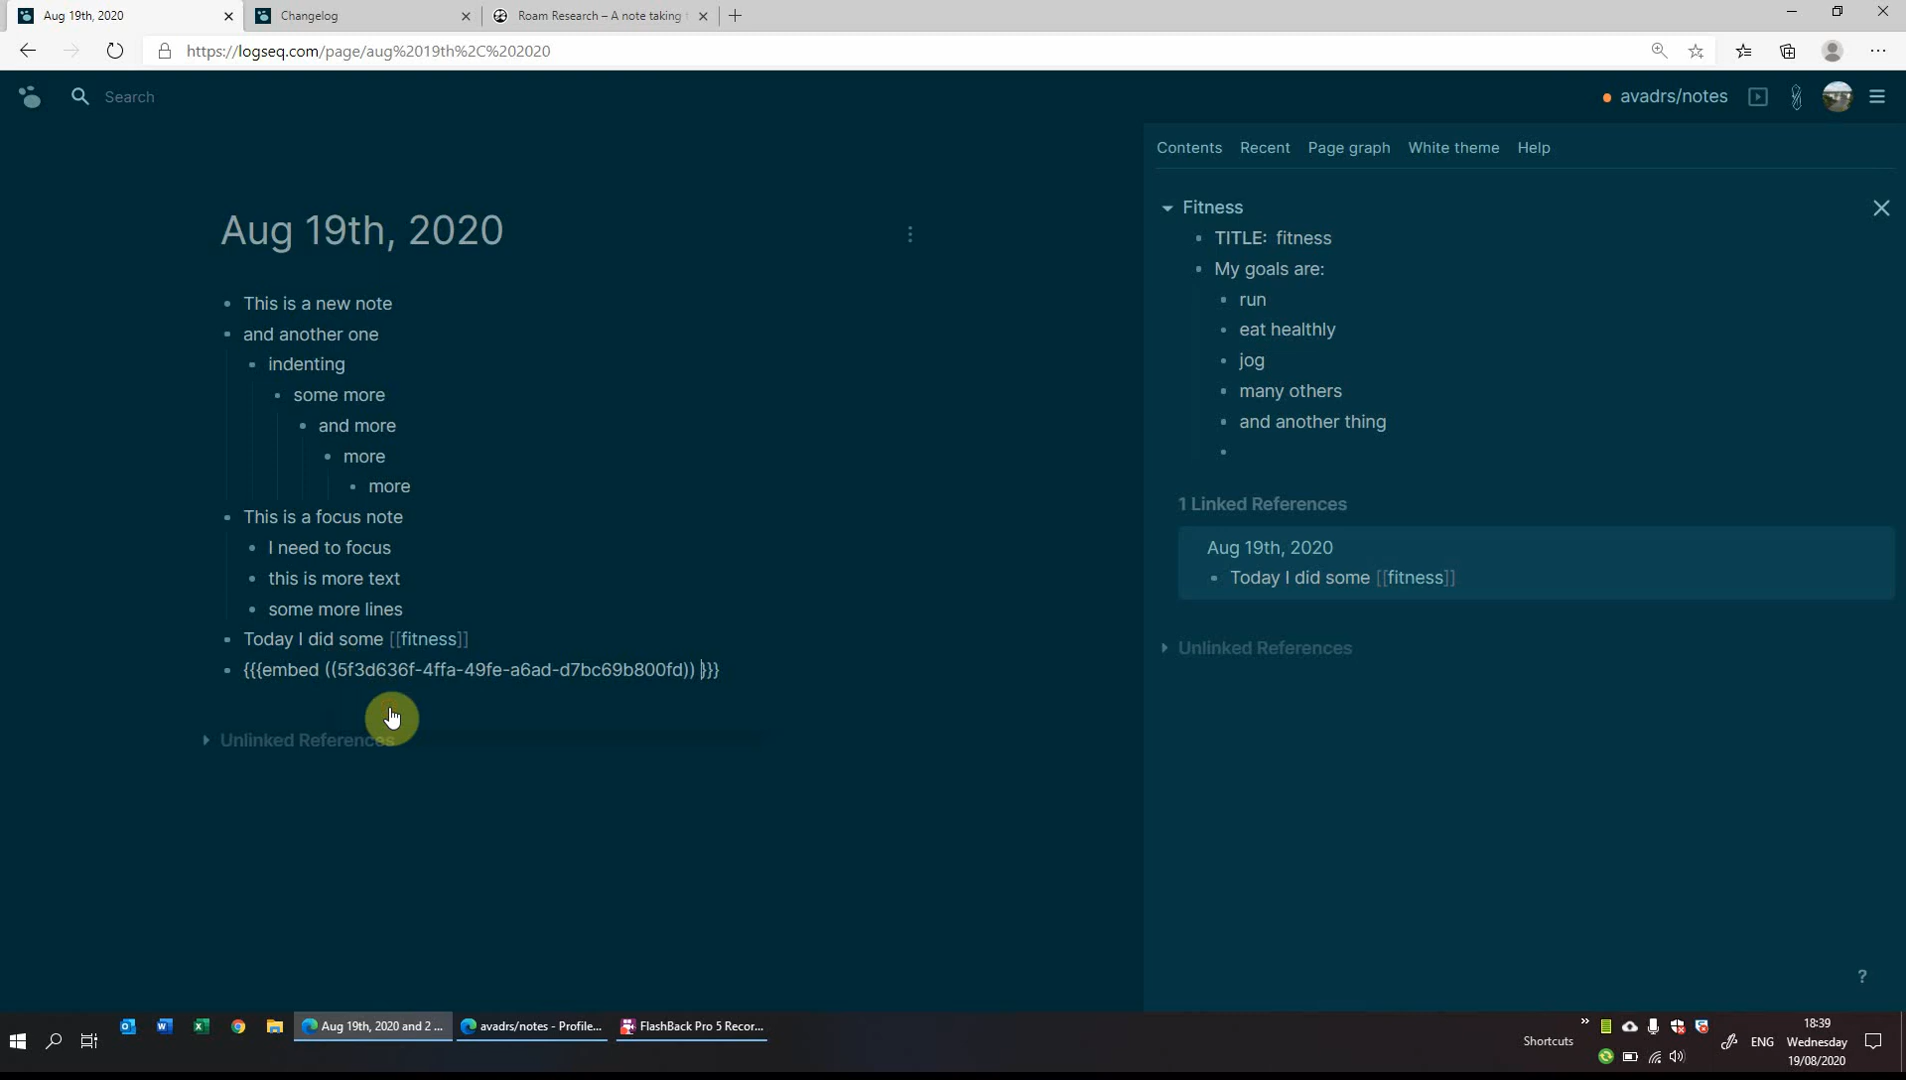 Aug 19th, 2020
Changelog
Roam Research – A note taking
https://logseq.com/page/aug%2019th%2C%202020
Search
avadrs/notes
Contents Recent Page graph White theme Help
Aug 19th, 2020
This is a new note
and another one
indenting
some more
and more
more
more
This is a focus note
I need to focus
this is more text
some more lines
Today I did some [[fitness]]
{{{embed ((5f3d636f-4ffa-49fe-a6ad-d7bc69b800fd)) }}}
Unlinked References
Fitness
TITLE: fitness
My goals are:
run
eat healthly
jog
many others
and another thing
1 Linked References
Aug 19th, 2020
Today I did some [[fitness]]
Unlinked References
?
Aug 19th, 2020 and 2 ...
avadrs/notes - Profile...
FlashBack Pro 5 Recor...
Shortcuts
ENG
18:39
Wednesday
19/08/2020